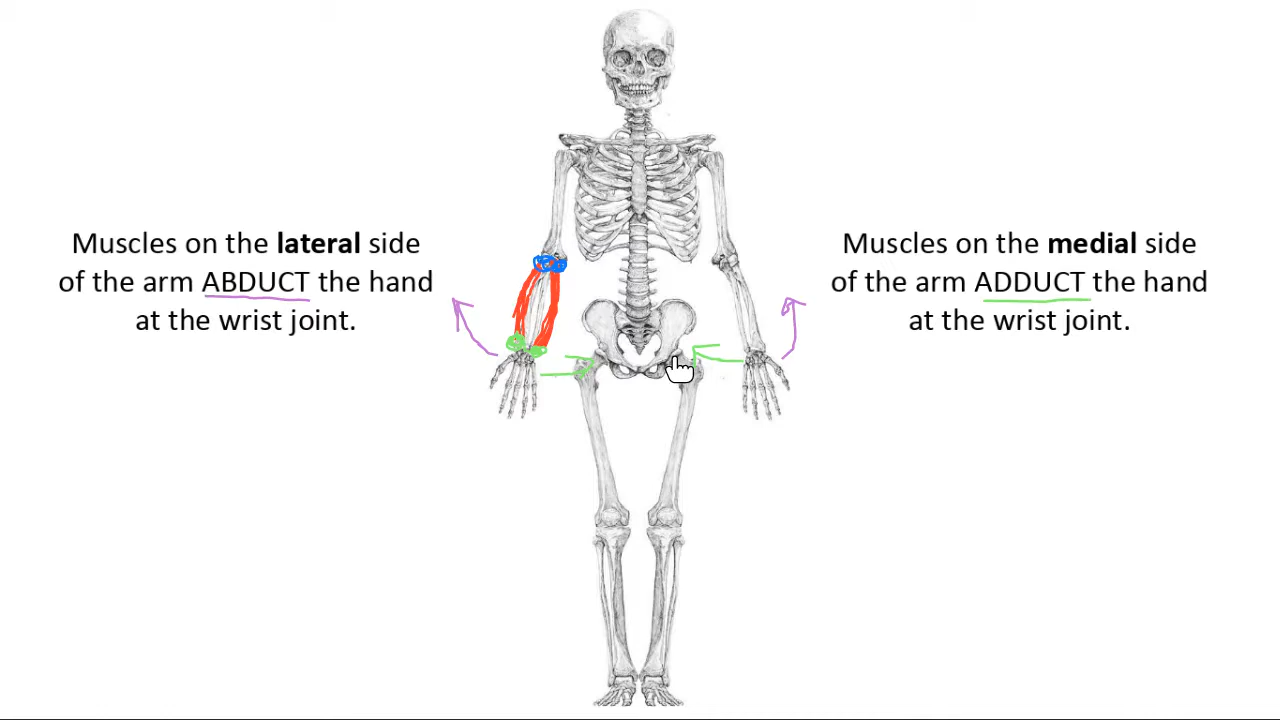 Muscles on the lateral side
of the arm ABDUCT the hand
at the wrist joint.
Muscles on the medial side
of the arm ADDUCT the hand
at the wrist joint.